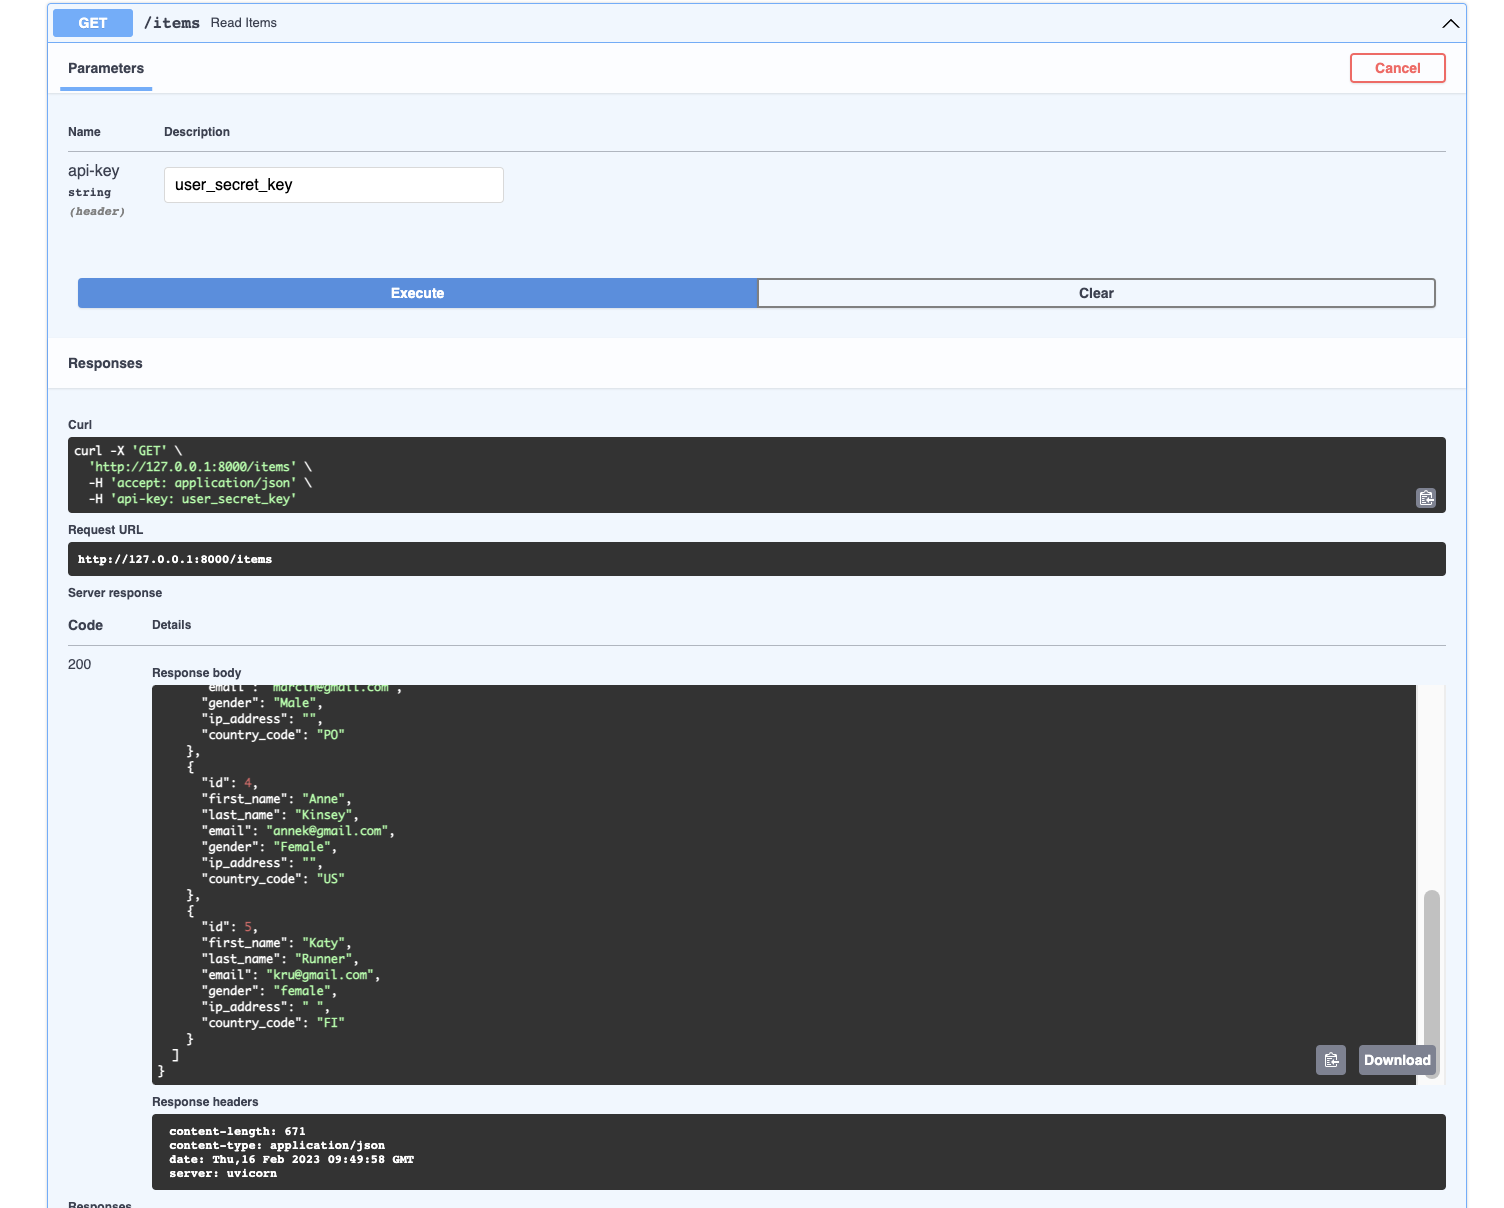 GET /items Read Items
Parameters
Cancel
Name Description
api-key
string
(header)
user_secret_key
Execute
Clear
Responses
Curl
curl -X 'GET' \
'http://127.0.0.1:8000/items' \
-H 'accept: application/json' \
-H 'api-key: user_secret_key'
Request URL
http://127.0.0.1:8000/items
Server response
Code Details
200
Response body
"email": "marcin@gmail.com",
"gender": "Male",
"ip_address": "",
"country_code": "PO"
},
{
"id": 4,
"first_name": "Anne",
"last_name": "Kinsey",
"email": "annek@gmail.com",
"gender": "Female",
"ip_address": "",
"country_code": "US"
},
{
"id": 5,
"first_name": "Katy",
"last_name": "Runner",
"email": "kru@gmail.com",
"gender": "female",
"ip_address": " ",
"country_code": "FI"
}
]
}
Download
Response headers
content-length: 671
content-type: application/json
date: Thu,16 Feb 2023 09:49:58 GMT
server: uvicorn
Responses